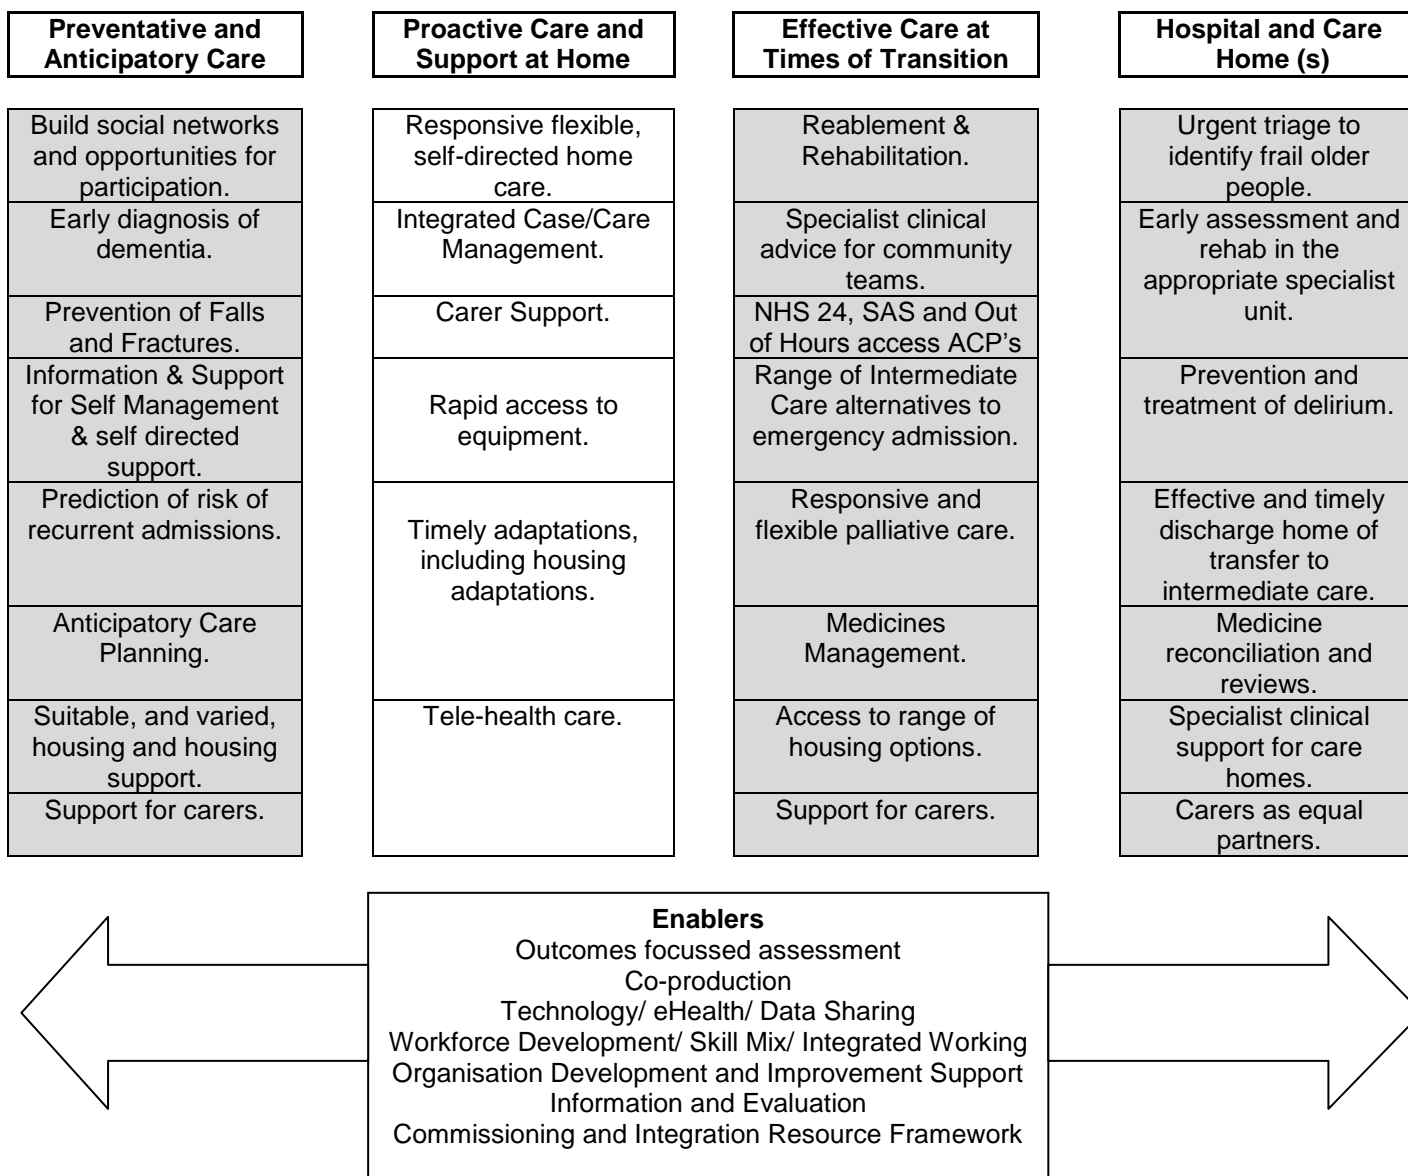 Preventative and
Anticipatory Care
Build social networks
and opportunities for
participation.
Early diagnosis of
dementia.
Prevention of Falls
and Fractures.
Information & Support
for Self Management
& self directed
support.
Prediction of risk of
recurrent admissions.
Anticipatory Care
Planning.
Suitable, and varied,
housing and housing
support.
Support for carers.
Proactive Care and
Support at Home
Responsive flexible,
self-directed home
care.
Integrated Case/Care
Management.
Carer Support.
Rapid access to
equipment.
Timely adaptations,
including housing
adaptations.
Tele-health care.
Effective Care at
Times of Transition
Reablement &
Rehabilitation.
Specialist clinical
advice for community
teams.
NHS 24, SAS and Out
of Hours access ACP’s
Range of Intermediate
Care alternatives to
emergency admission.
Responsive and
flexible palliative care.
Medicines
Management.
Access to range of
housing options.
Support for carers.
Hospital and Care
Home (s)
Urgent triage to
identify frail older
people.
Early assessment and
rehab in the
appropriate specialist
unit.
Prevention and
treatment of delirium.
Effective and timely
discharge home of
transfer to
intermediate care.
Medicine
reconciliation and
reviews.
Specialist clinical
support for care
homes.
Carers as equal
partners.
Enablers
Outcomes focussed assessment
Co-production
Technology/ eHealth/ Data Sharing
Workforce Development/ Skill Mix/ Integrated Working
Organisation Development and Improvement Support
Information and Evaluation
Commissioning and Integration Resource Framework